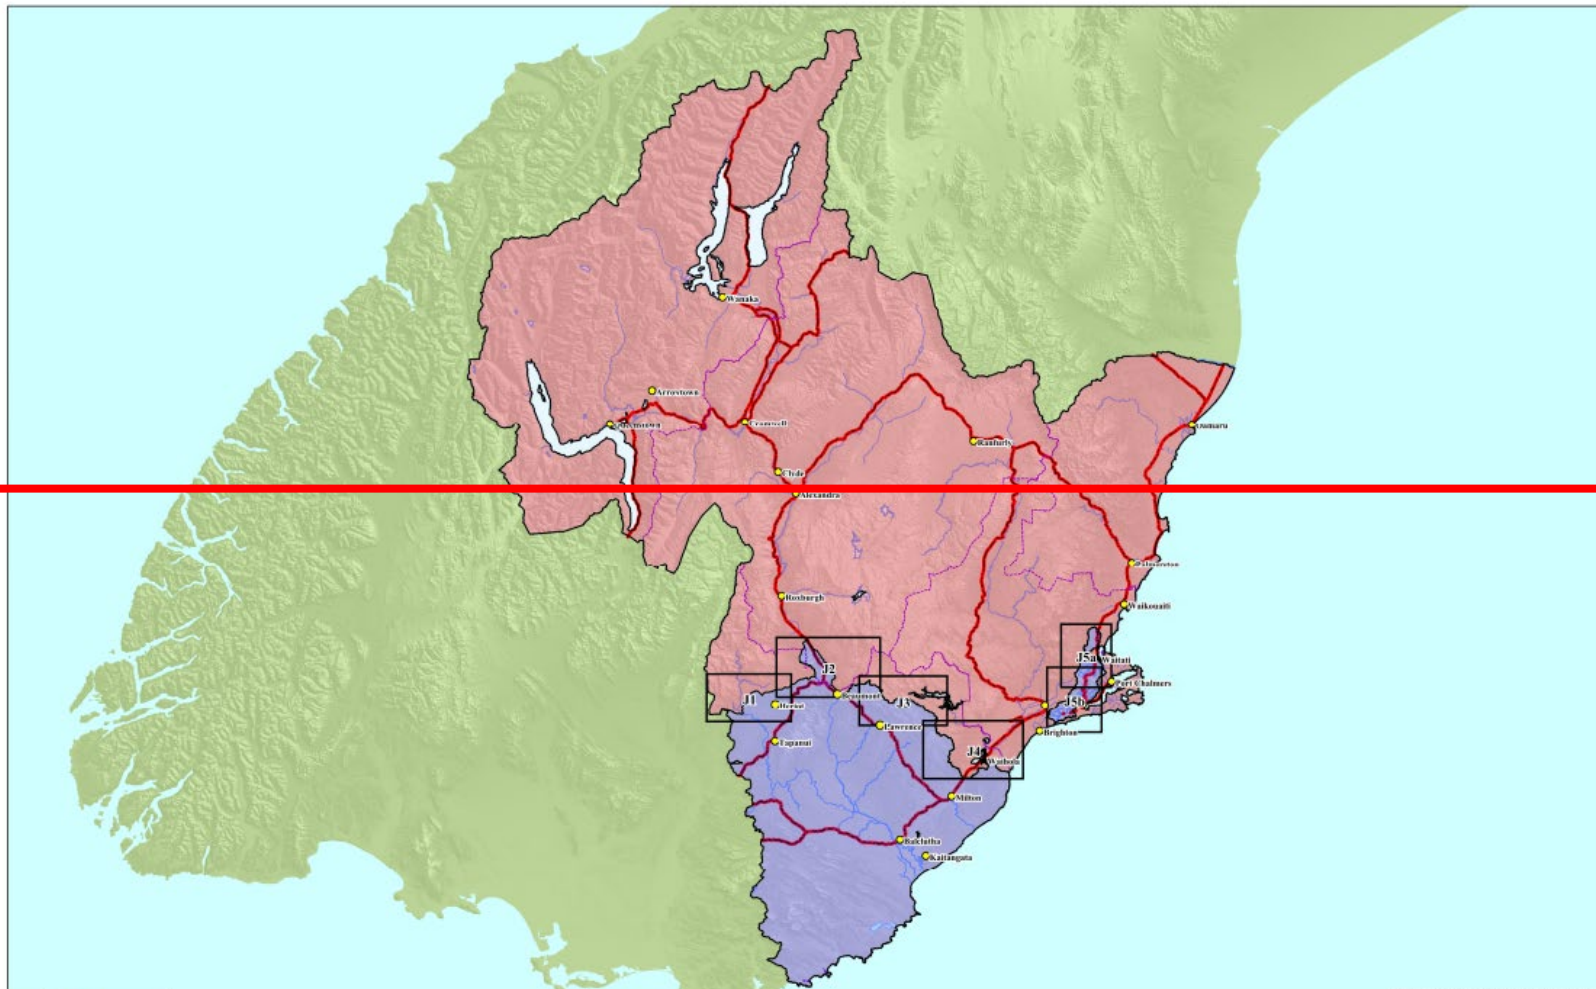 Wanaka
Arrowtown
Queenstown
Cromwell
Ranfurly
Oamaru
Clyde
Alexandra
Palmerston
Roxburgh
Waikouaiti
J5a
Waitati
J2
Port Chalmers
Beaumont
J1
Heriot
J3
J5b
Lawrence
Brighton
Tapanui
J4
Waihola
Milton
Balclutha
Kaitangata